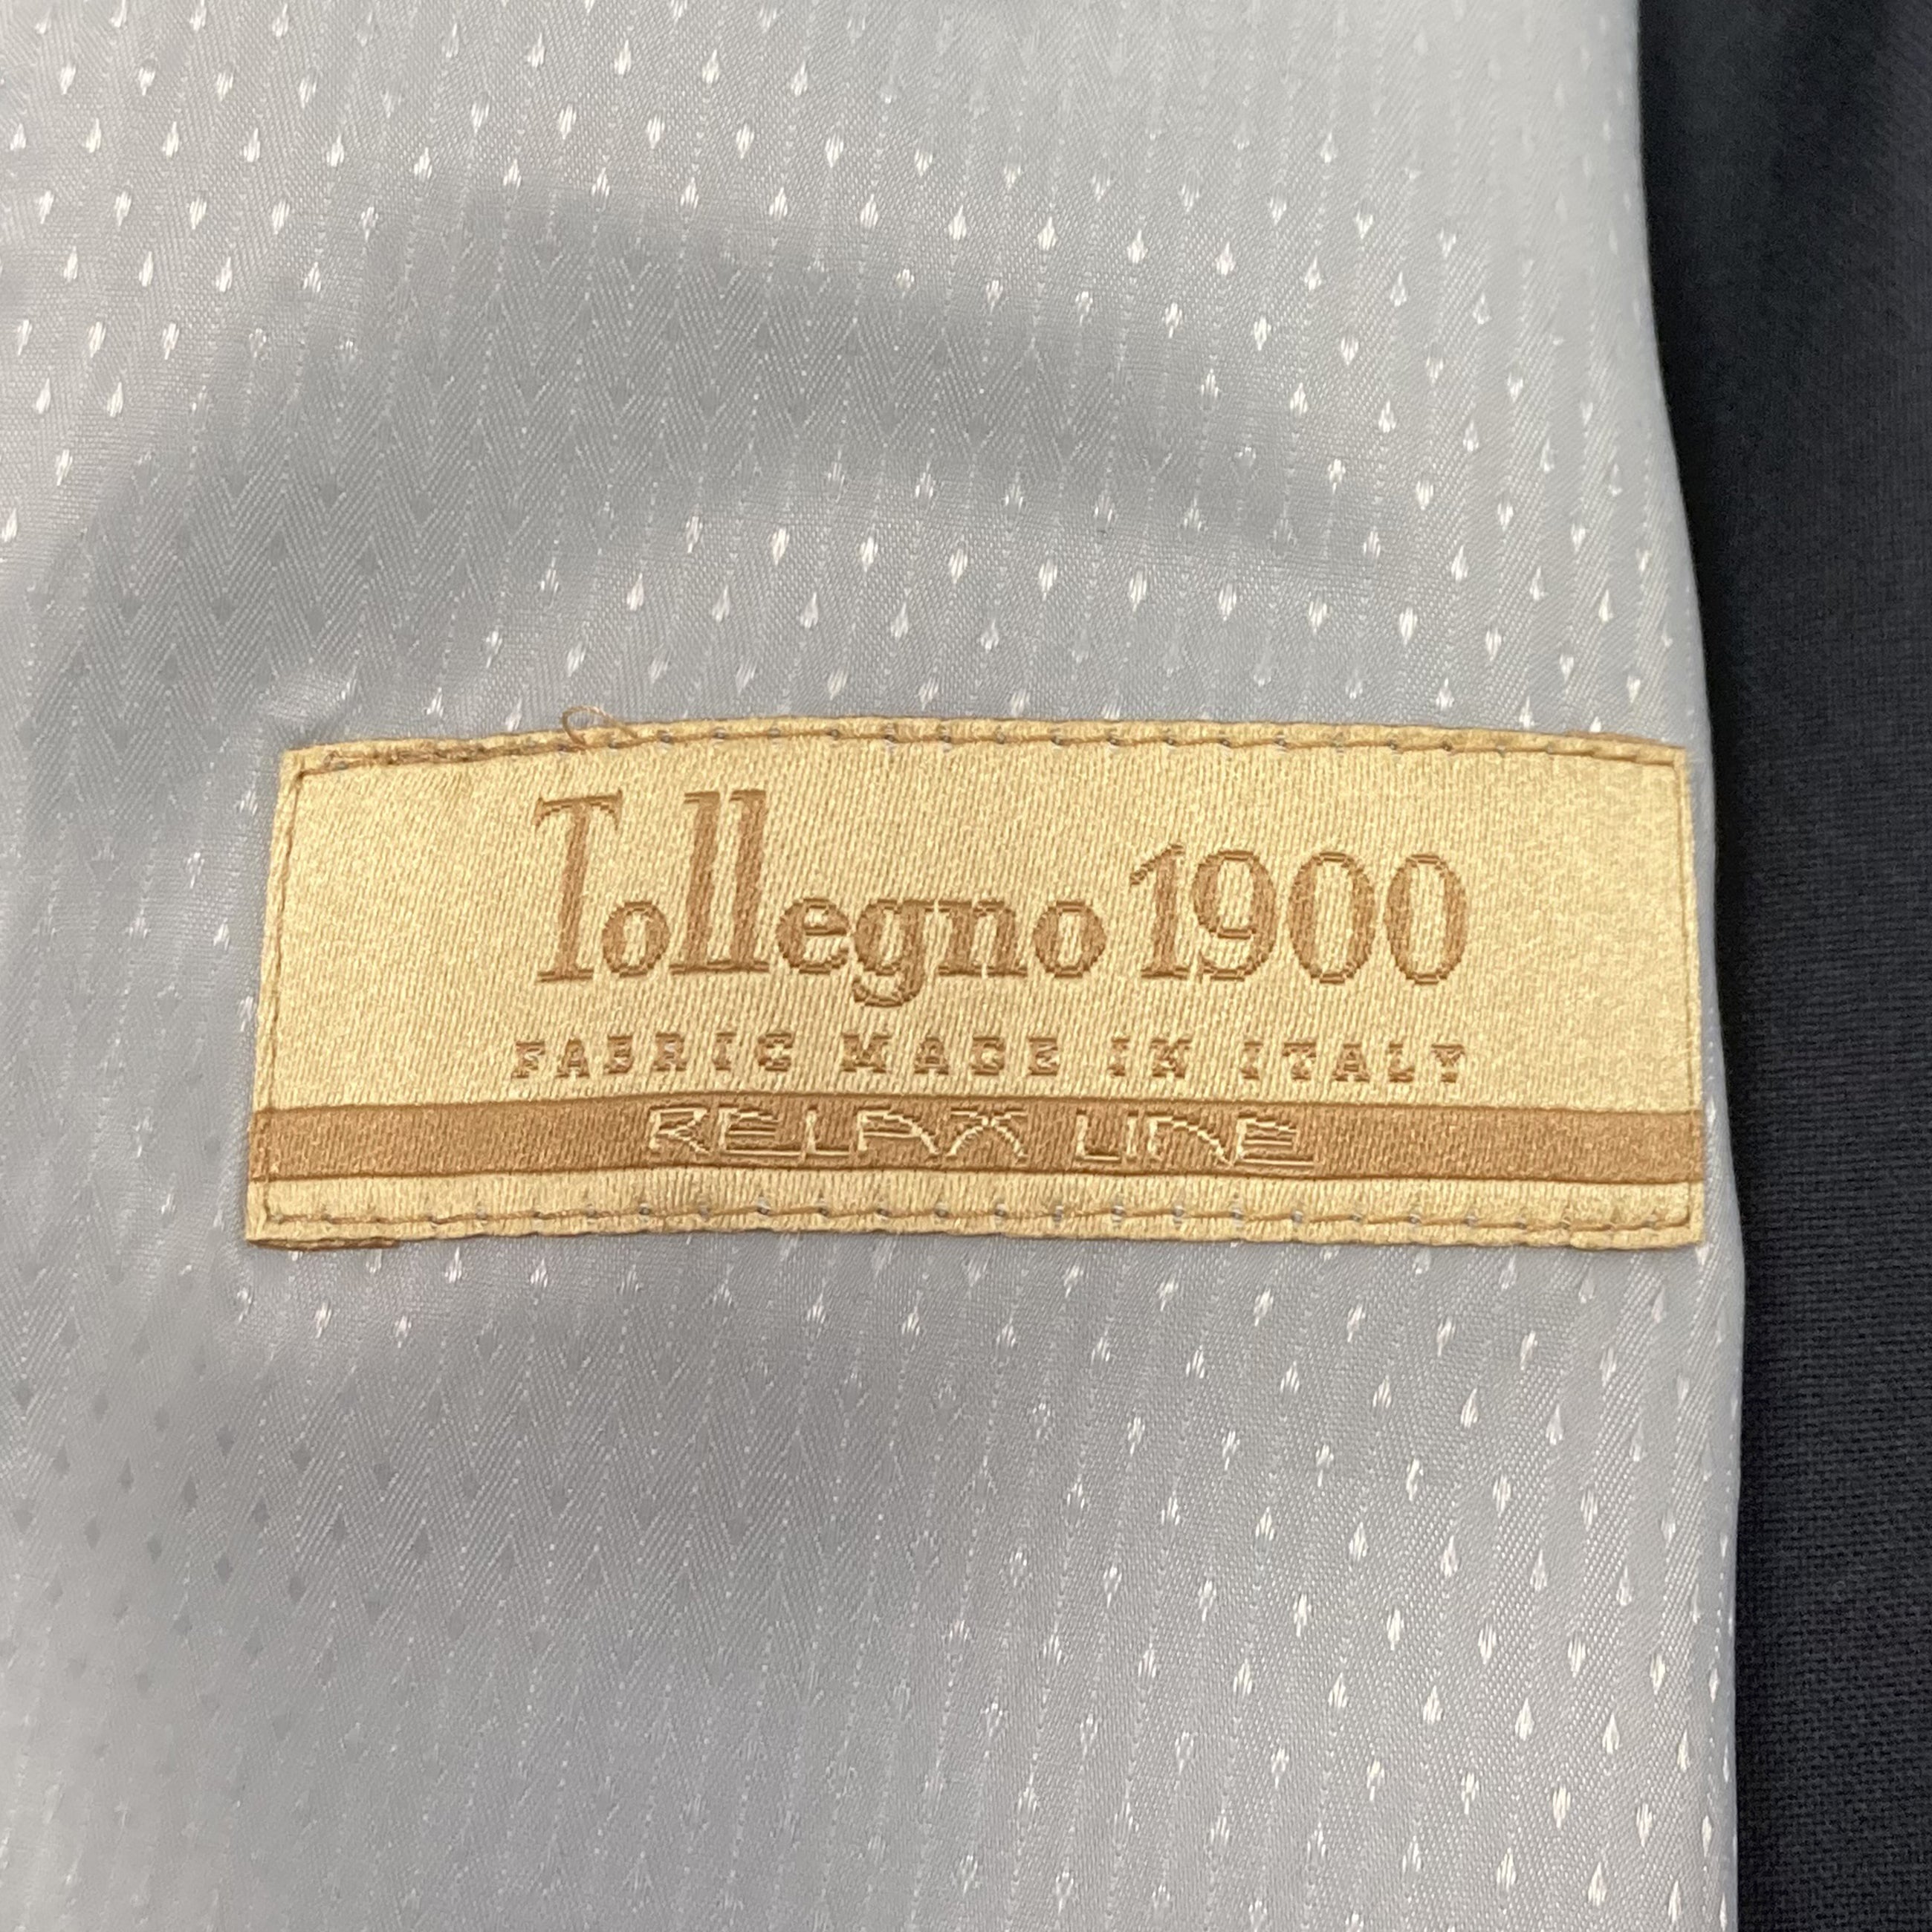 Tollegno 1900
FABRIC MADE IN ITALY
RELAX LINE